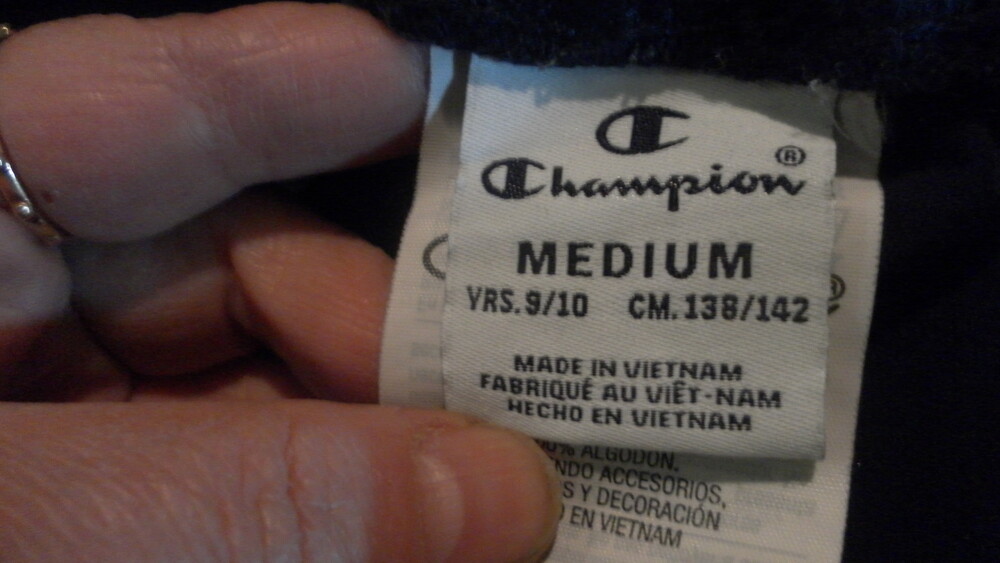 Champion®
MEDIUM
YRS. 9/10 CM. 138/142
MADE IN VIETNAM
FABRIQUÉ AU VIÊT-NAM
HECHO EN VIETNAM
ALGODON.
ACCESORIOS,
Y DECORACIÓN
EN VIETNAM